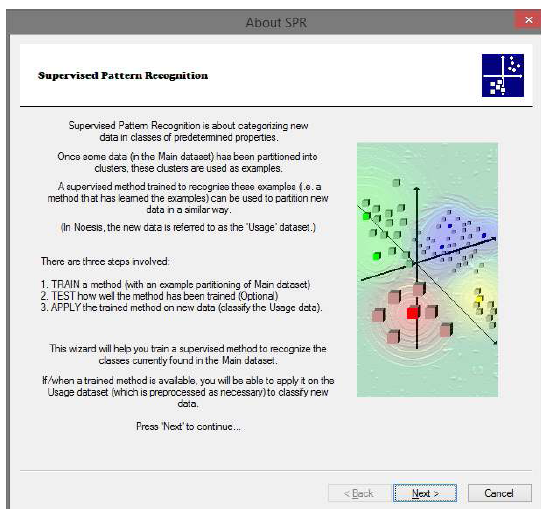 About SPR
Supervised Pattern Recognition
Supervised Pattern Recognition is about categorizing new
data in classes of predetermined properties.
Once some data (in the Main dataset) has been partitioned into
clusters, these clusters are used as examples.
A supervised method trained to recognise these examples (i.e. a
method that has learned the examples) can be used to partition new
data in a similar way.
(In Noesis, the new data is referred to as the 'Usage' dataset.)
There are three steps involved:
1. TRAIN a method (with an example partitioning of Main dataset)
2. TEST how well the method has been trained (Optional)
3. APPLY the trained method on new data (classify the Usage data).
This wizard will help you train a supervised method to recognize the
classes currently found in the Main dataset.
If/when a trained method is available, you will be able to apply it on the
Usage dataset (which is preprocessed as necessary) to classify new
data.
Press 'Next' to continue...
< Back
Next >
Cancel